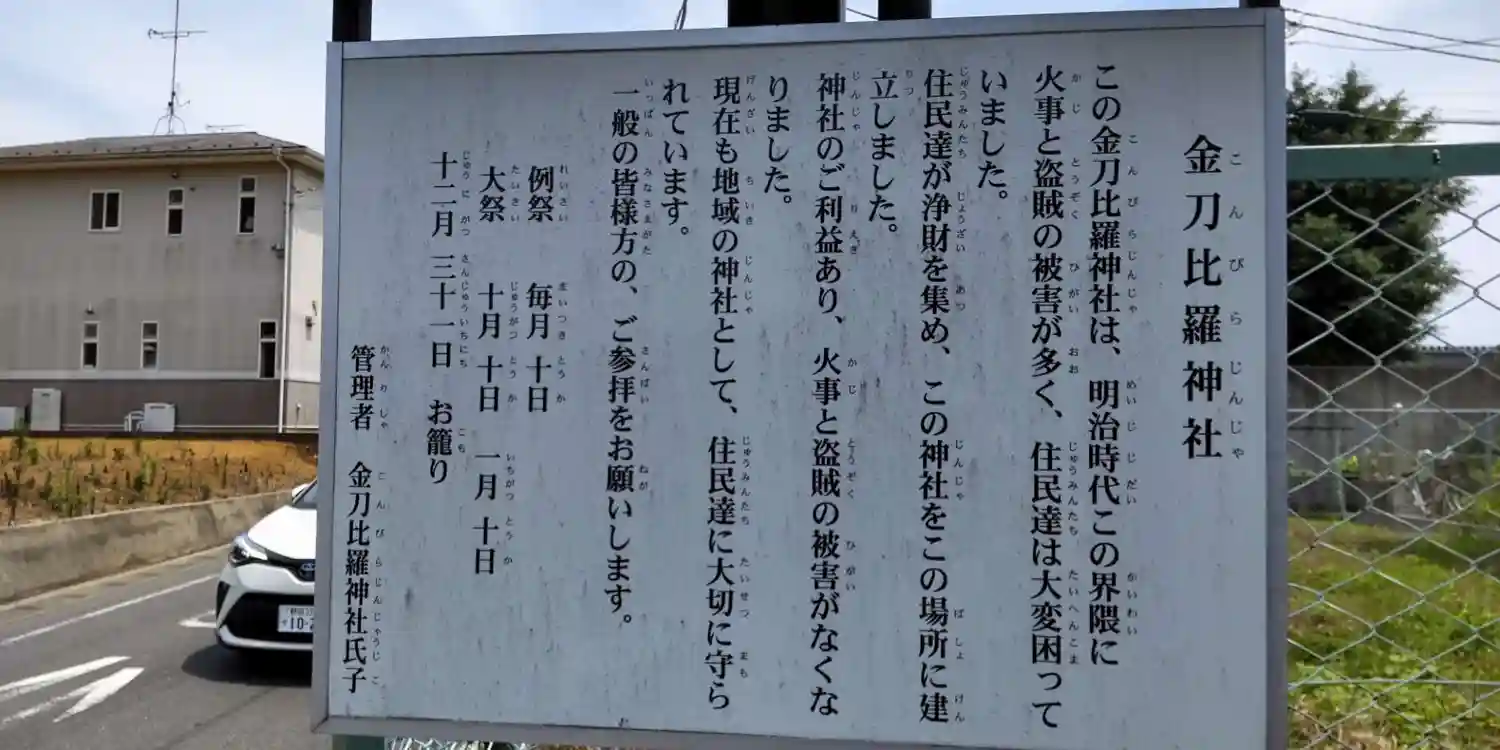 金刀比羅神社
この金刀比羅神社は、明治時代この界隈に
火事と盗賊の被害が多く、住民達は大変困って
いました。
住民達が浄財を集め、この神社をこの場所に建
立しました。
神社のご利益あり、火事と盗賊の被害がなくな
りました。
現在も地域の神社として、住民達に大切に守ら
れています。
一般の皆様方の、ご参拝をお願いします。
例祭 毎月十日
大祭 十月十日 一月十日
十二月三十一日 お籠り
管理者 金刀比羅神社氏子